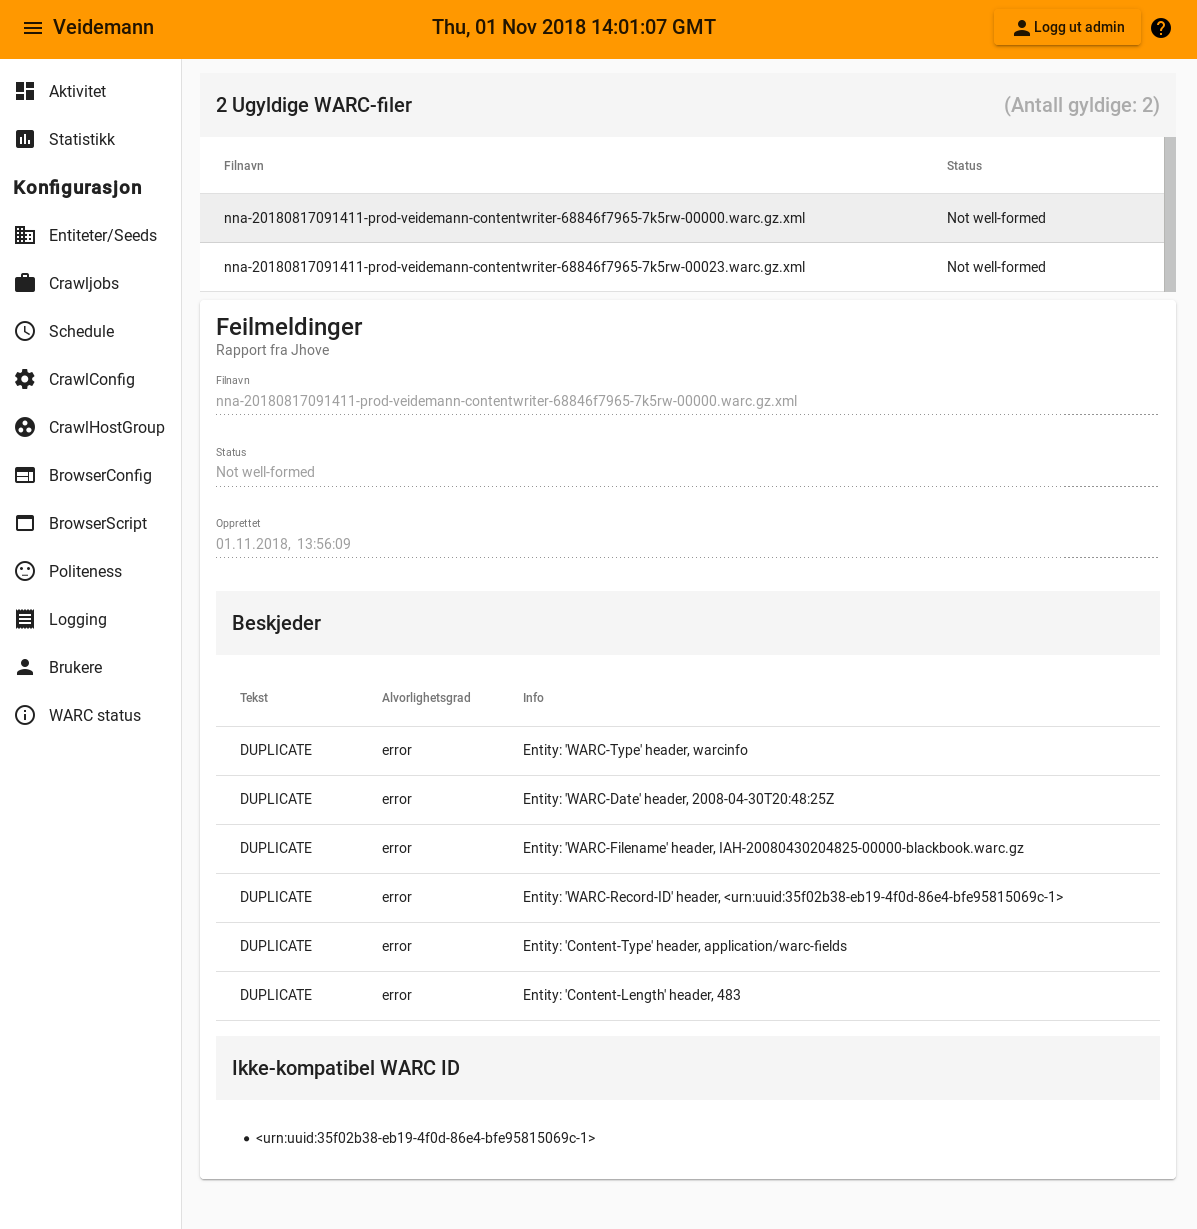 Veidemann
Thu, 01 Nov 2018 14:01:07 GMT
Logg ut admin
Aktivitet
Statistikk
Konfigurasjon
Entiteter/Seeds
Crawljobs
Schedule
CrawlConfig
CrawlHostGroup
BrowserConfig
BrowserScript
Politeness
Logging
Brukere
WARC status
2 Ugyldige WARC-filer (Antall gyldige: 2)
Filnavn Status
nna-20180817091411-prod-veidemann-contentwriter-68846f7965-7k5rw-00000.warc.gz.xml Not well-formed
nna-20180817091411-prod-veidemann-contentwriter-68846f7965-7k5rw-00023.warc.gz.xml Not well-formed
Feilmeldinger
Rapport fra Jhove
Filnavn
nna-20180817091411-prod-veidemann-contentwriter-68846f7965-7k5rw-00000.warc.gz.xml
Status
Not well-formed
Opprettet
01.11.2018, 13:56:09
Beskjeder
Tekst Alvorlighetsgrad Info
DUPLICATE error Entity: 'WARC-Type' header, warcinfo
DUPLICATE error Entity: 'WARC-Date' header, 2008-04-30T20:48:25Z
DUPLICATE error Entity: 'WARC-Filename' header, IAH-20080430204825-00000-blackbook.warc.gz
DUPLICATE error Entity: 'WARC-Record-ID' header, <urn:uuid:35f02b38-eb19-4f0d-86e4-bfe95815069c-1>
DUPLICATE error Entity: 'Content-Type' header, application/warc-fields
DUPLICATE error Entity: 'Content-Length' header, 483
Ikke-kompatibel WARC ID
• <urn:uuid:35f02b38-eb19-4f0d-86e4-bfe95815069c-1>